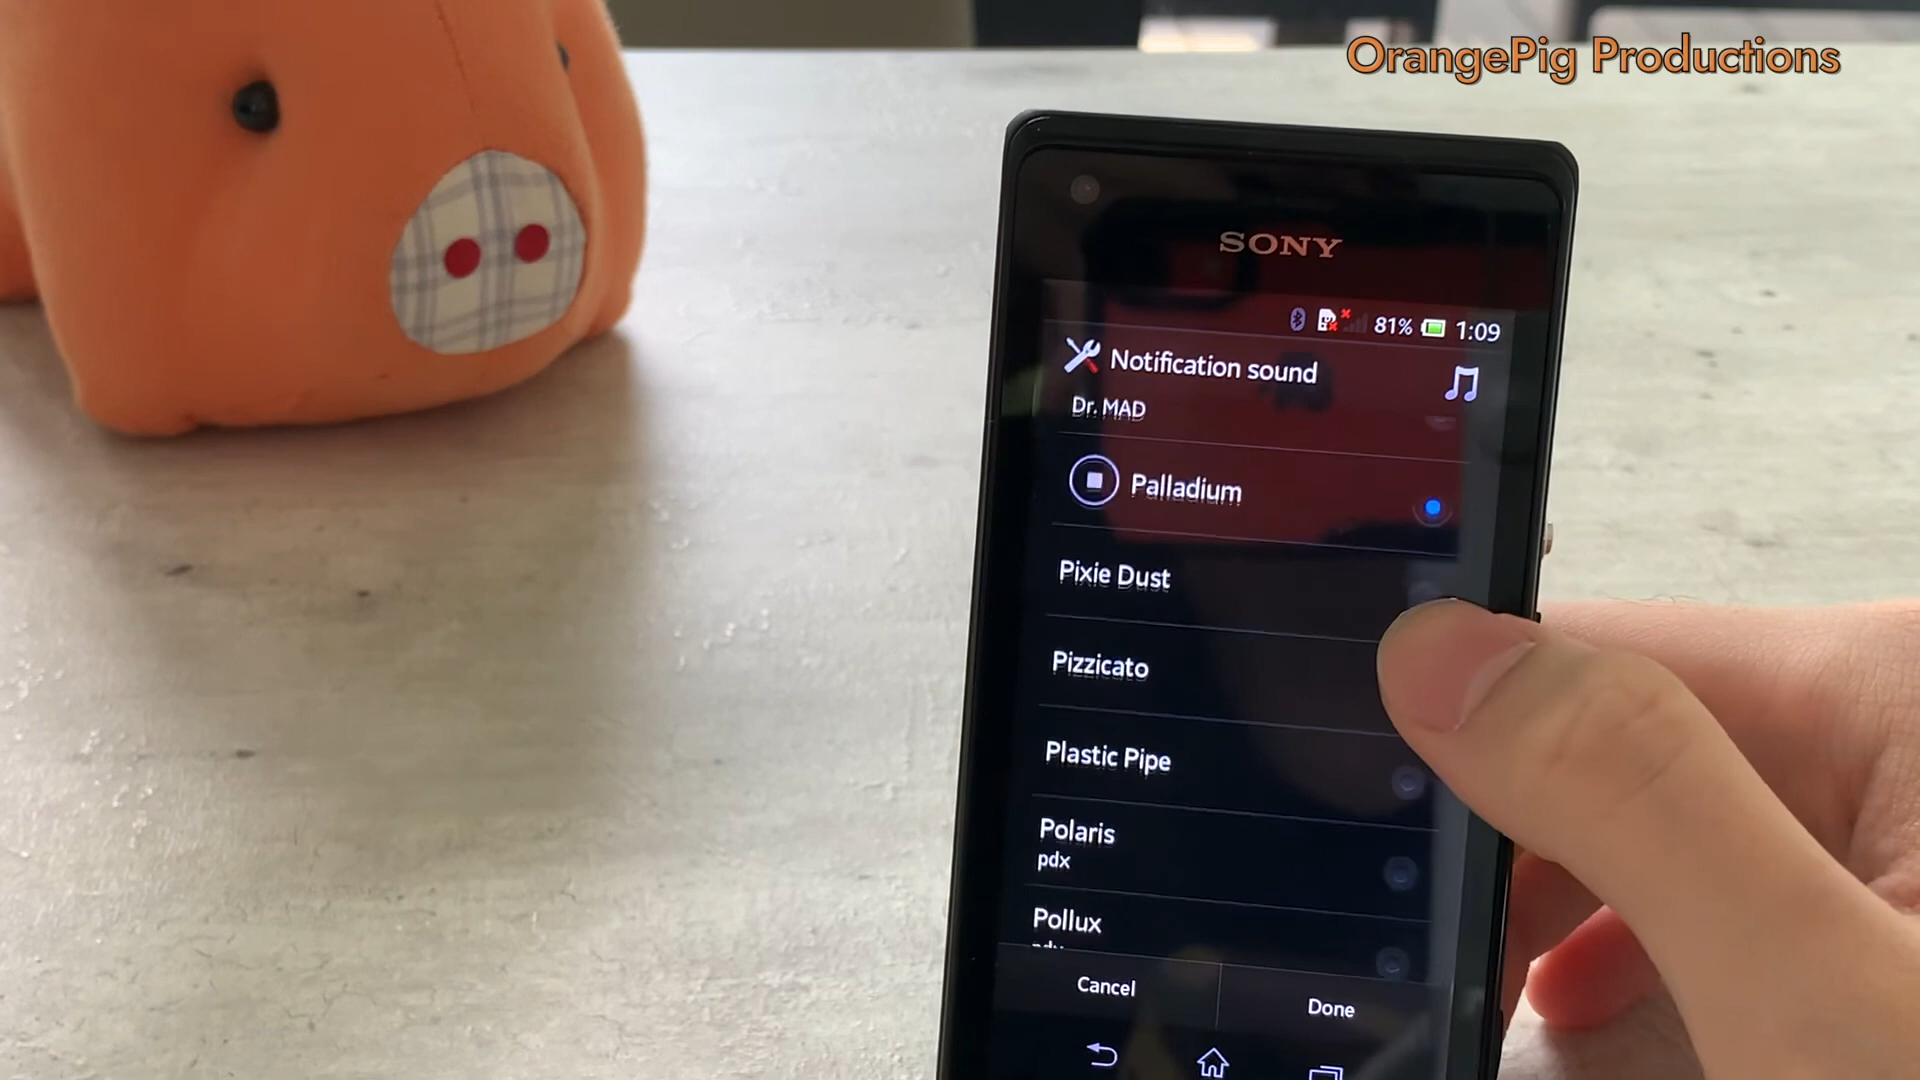 OrangePig Productions
SONY
81% 1:09
Notification sound
Dr. MAD
Palladium
Pixie Dust
Pizzicato
Plastic Pipe
Polaris
pdx
Pollux
Cancel
Done